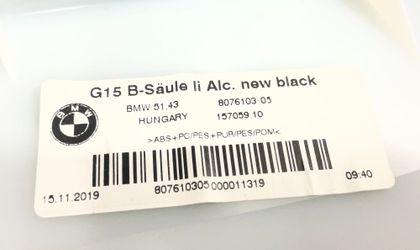 G15 B-Säule li Alc. new black
BMW 51.43 8076103-05
HUNGARY 157059 10
>ABS+PC/PES+PUR/PES/POM<
BMW
15.11.2019 807610305 000011319 09:40